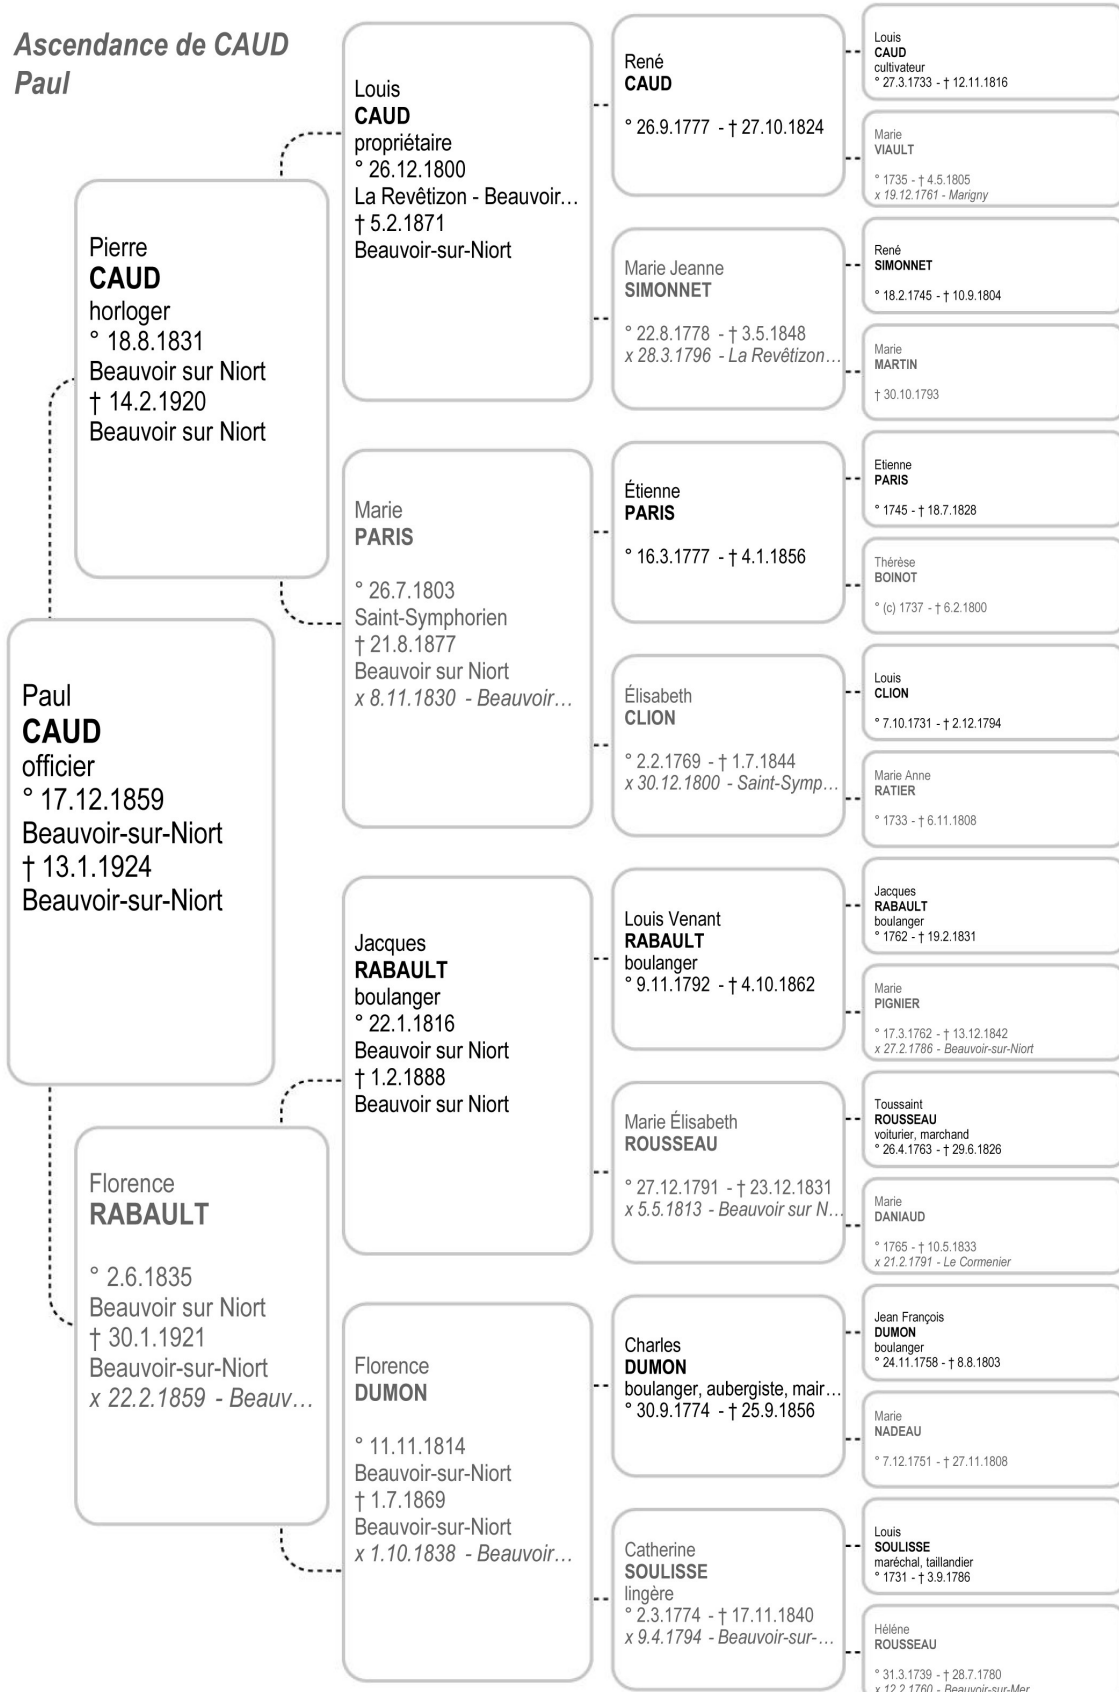 Ascendance de CAUD
Paul
Paul
CAUD
officier
° 17.12.1859
Beauvoir-sur-Niort
† 13.1.1924
Beauvoir-sur-Niort
Pierre
CAUD
horloger
° 18.8.1831
Beauvoir sur Niort
† 14.2.1920
Beauvoir sur Niort
Florence
RABAULT
° 2.6.1835
Beauvoir sur Niort
† 30.1.1921
Beauvoir-sur-Niort
x 22.2.1859 - Beauv...
Louis
CAUD
propriétaire
° 26.12.1800
La Revêtizon - Beauvoir...
† 5.2.1871
Beauvoir-sur-Niort
Marie
PARIS
° 26.7.1803
Saint-Symphorien
† 21.8.1877
Beauvoir sur Niort
x 8.11.1830 - Beauvoir...
Jacques
RABAULT
boulanger
° 22.1.1816
Beauvoir sur Niort
† 1.2.1888
Beauvoir sur Niort
Florence
DUMON
° 11.11.1814
Beauvoir-sur-Niort
† 1.7.1869
Beauvoir-sur-Niort
x 1.10.1838 - Beauvoir...
René
CAUD
° 26.9.1777 - † 27.10.1824
Marie Jeanne
SIMONNET
° 22.8.1778 - † 3.5.1848
x 28.3.1796 - La Revêtizon...
Étienne
PARIS
° 16.3.1777 - † 4.1.1856
Élisabeth
CLION
° 2.2.1769 - † 1.7.1844
x 30.12.1800 - Saint-Symp...
Louis Venant
RABAULT
boulanger
° 9.11.1792 - † 4.10.1862
Marie Élisabeth
ROUSSEAU
° 27.12.1791 - † 23.12.1831
x 5.5.1813 - Beauvoir sur N...
Charles
DUMON
boulanger, aubergiste, mair...
° 30.9.1774 - † 25.9.1856
Catherine
SOULISSE
lingère
° 2.3.1774 - † 17.11.1840
x 9.4.1794 - Beauvoir-sur-...
Louis
CAUD
cultivateur
° 27.3.1733 - † 12.11.1816
Marie
VIAULT
° 1735 - † 4.5.1805
x 19.12.1761 - Marigny
René
SIMONNET
° 18.2.1745 - † 10.9.1804
Marie
MARTIN
† 30.10.1793
Etienne
PARIS
° 1745 - † 18.7.1828
Thérèse
BOINOT
° (c) 1737 - † 6.2.1800
Louis
CLION
° 7.10.1731 - † 2.12.1794
Marie Anne
RATIER
° 1733 - † 6.11.1808
Jacques
RABAULT
boulanger
° 1762 - † 19.2.1831
Marie
PIGNIER
° 17.3.1762 - † 13.12.1842
x 27.2.1786 - Beauvoir-sur-Niort
Toussaint
ROUSSEAU
voiturier, marchand
° 26.4.1763 - † 29.6.1826
Marie
DANIAUD
° 1765 - † 10.5.1833
x 21.2.1791 - Le Cormenier
Jean François
DUMON
boulanger
° 24.11.1758 - † 8.8.1803
Marie
NADEAU
° 7.12.1751 - † 27.11.1808
Louis
SOULISSE
maréchal, taillandier
° 1731 - † 3.9.1786
Hélène
ROUSSEAU
° 31.3.1739 - † 28.7.1780
x 12.2.1760 - Beauvoir-sur-Mer